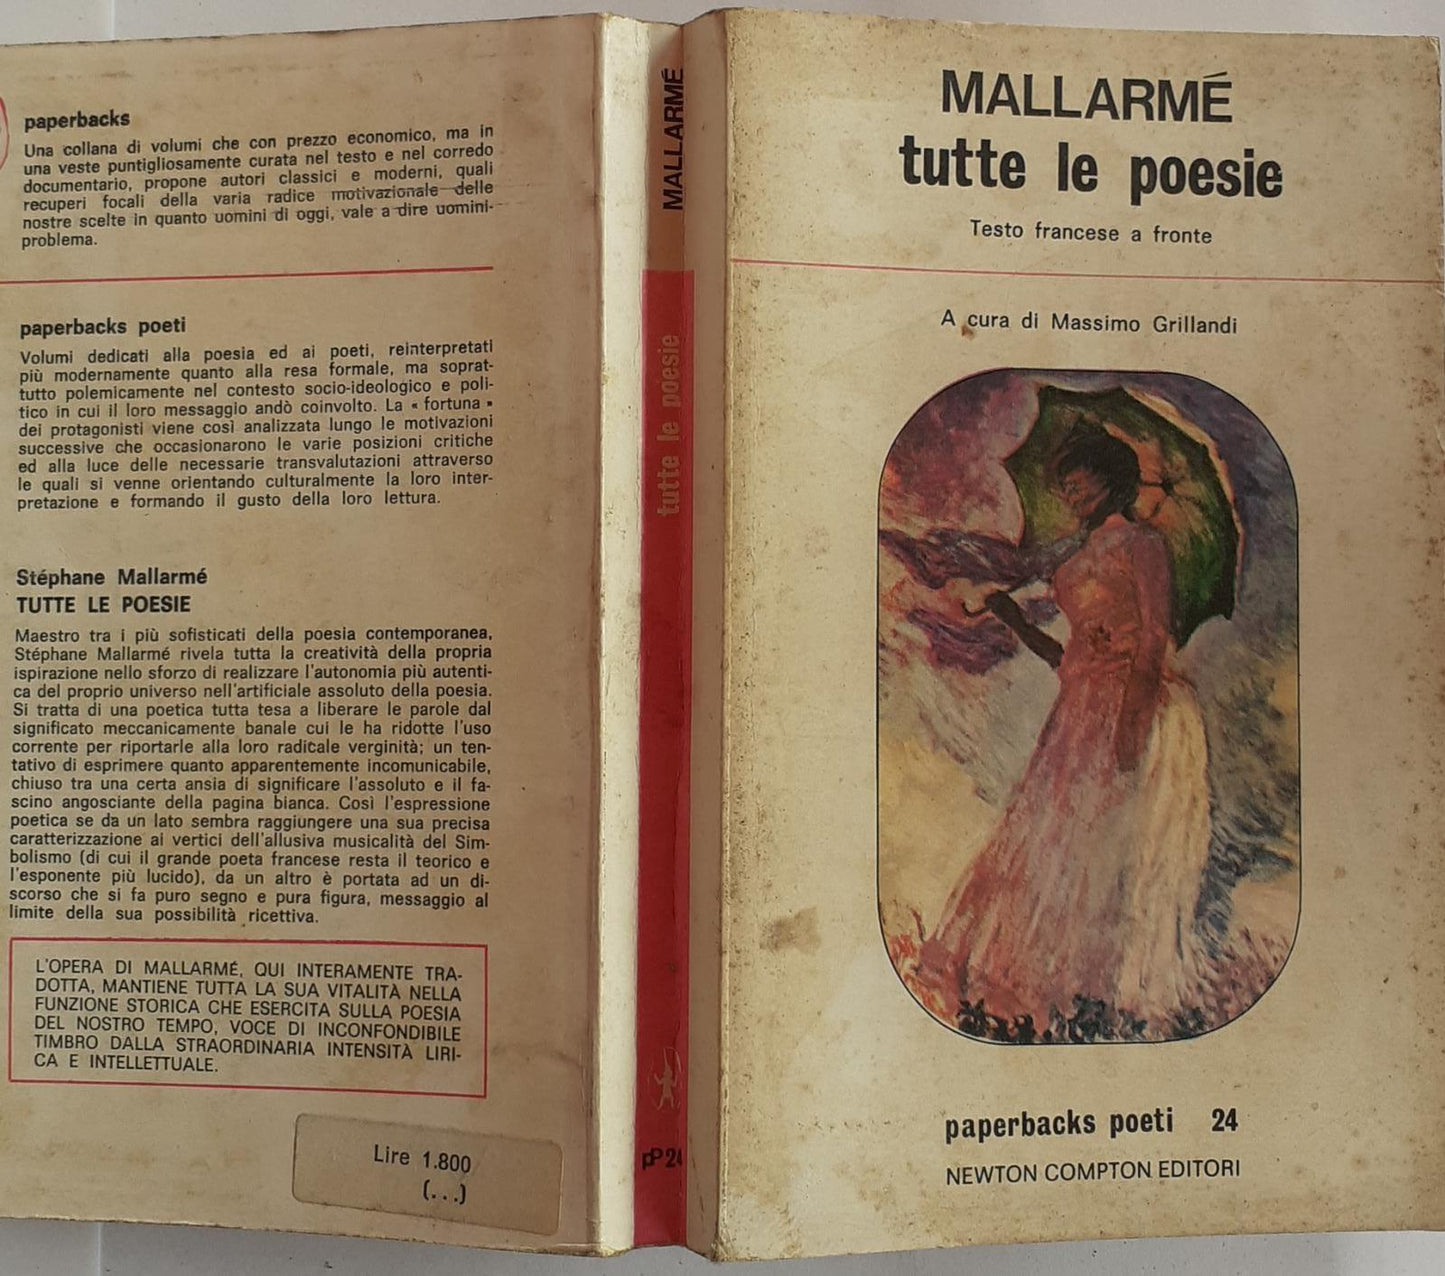 paperbacks
Una collana di volumi che con prezzo economico, ma in
una veste puntigliosamente curata nel testo e nel corredo
documentario, propone autori classici e moderni, quali
recuperi focali della varia radice motivazionale delle
nostre scelte in quanto uomini di oggi, vale a dire uomini-
problema.
paperbacks poeti
Volumi dedicati alla poesia ed ai poeti, reinterpretati
più modernamente quanto alla resa formale, ma soprat-
tutto polemicamente nel contesto socio-ideologico e poli-
tico in cui il loro messaggio andò coinvolto. La « fortuna »
dei protagonisti viene così analizzata lungo le motivazioni
successive che occasionarono le varie posizioni critiche
ed alla luce delle necessarie transvalutazioni attraverso
le quali si venne orientando culturalmente la loro inter-
pretazione e formando il gusto della loro lettura.
Stéphane Mallarmé
TUTTE LE POESIE
Maestro tra i più sofisticati della poesia contemporanea,
Stéphane Mallarmé rivela tutta la creatività della propria
ispirazione nello sforzo di realizzare l'autonomia più autenti-
ca del proprio universo nell'artificiale assoluto della poesia.
Si tratta di una poetica tutta tesa a liberare le parole dal
significato meccanicamente banale cui le ha ridotte l'uso
corrente per riportarle alla loro radicale verginità; un ten-
tativo di esprimere quanto apparentemente incomunicabile,
chiuso tra una certa ansia di significare l'assoluto e il fa-
scino angosciante della pagina bianca. Così l'espressione
poetica se da un lato sembra raggiungere una sua precisa
caratterizzazione ai vertici dell'allusiva musicalità del Sim-
bolismo (di cui il grande poeta francese resta il teorico e
l'esponente più lucido), da un altro è portata ad un di-
scorso che si fa puro segno e pura figura, messaggio al
limite della sua possibilità ricettiva.
L'OPERA DI MALLARMÉ, QUI INTERAMENTE TRA-
DOTTA, MANTIENE TUTTA LA SUA VITALITÀ NELLA
FUNZIONE STORICA CHE ESERCITA SULLA POESIA
DEL NOSTRO TEMPO, VOCE DI INCONFONDIBILE
TIMBRO DALLA STRAORDINARIA INTENSITÀ LIRI-
CA E INTELLETTUALE.
Lire 1.800
(...)
MALLARMÉ
tutte le poesie
pP24
MALLARMÉ
tutte le poesie
Testo francese a fronte
A cura di Massimo Grillandi
paperbacks poeti 24
NEWTON COMPTON EDITORI